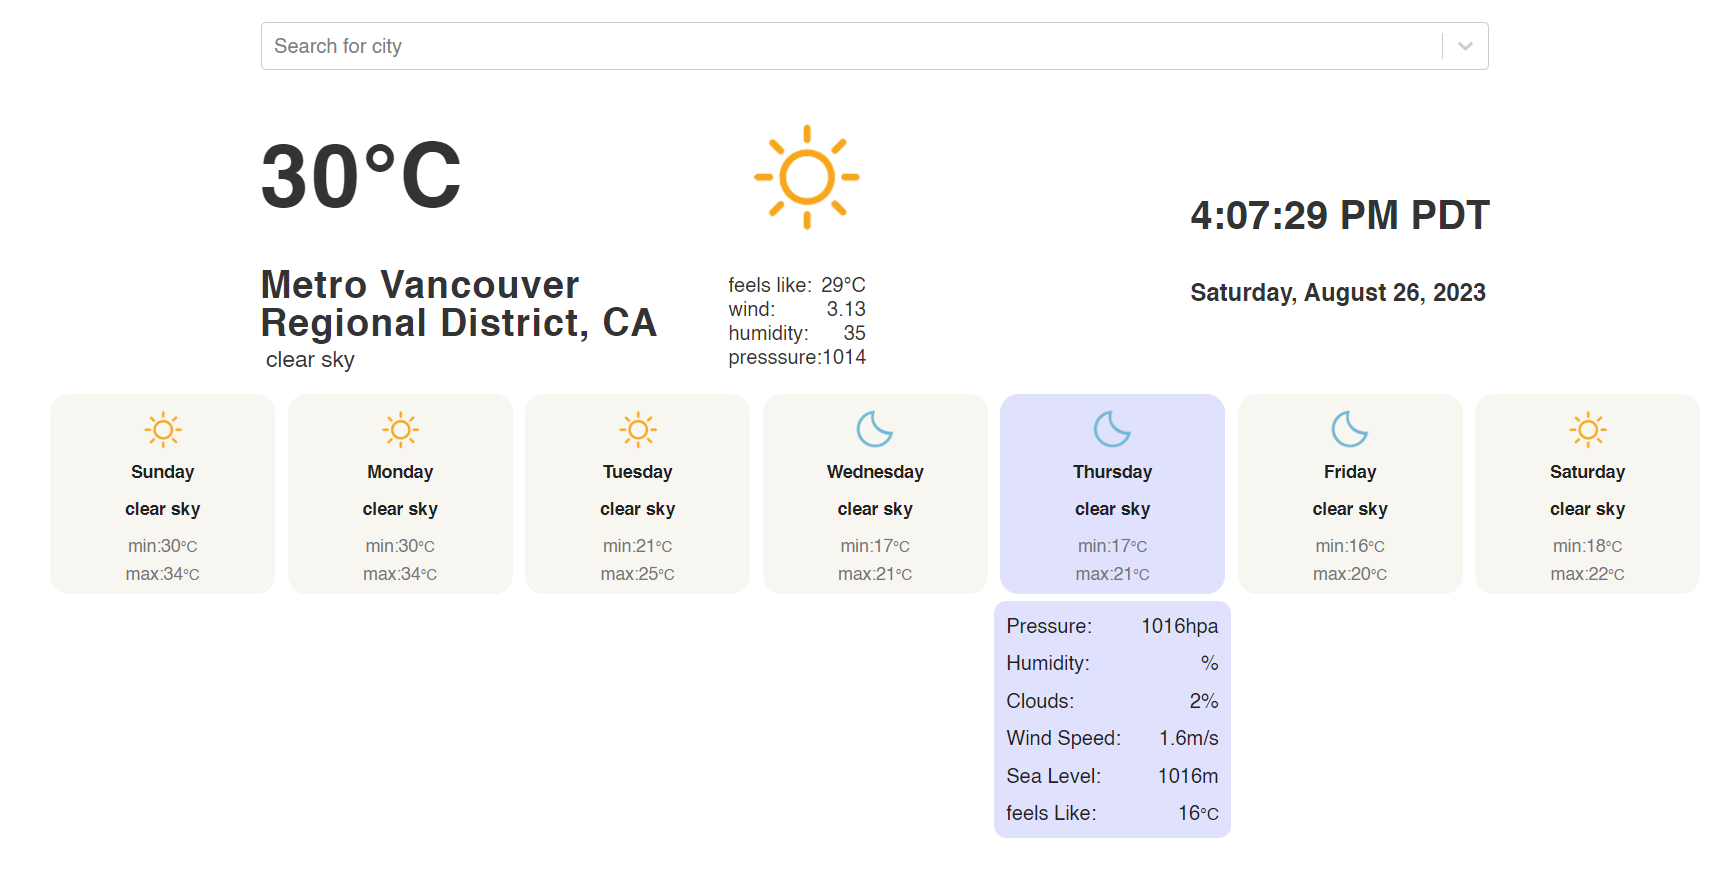 Search for city
30°C
4:07:29 PM PDT
Metro Vancouver
Regional District, CA
clear sky
feels like: 29°C
wind: 3.13
humidity: 35
presssure:1014
Saturday, August 26, 2023
Sunday
clear sky
min:30°C
max:34°C
Monday
clear sky
min:30°C
max:34°C
Tuesday
clear sky
min:21°C
max:25°C
Wednesday
clear sky
min:17°C
max:21°C
Thursday
clear sky
min:17°C
max:21°C
Friday
clear sky
min:16°C
max:20°C
Saturday
clear sky
min:18°C
max:22°C
Pressure: 1016hpa
Humidity: %
Clouds: 2%
Wind Speed: 1.6m/s
Sea Level: 1016m
feels Like: 16°C